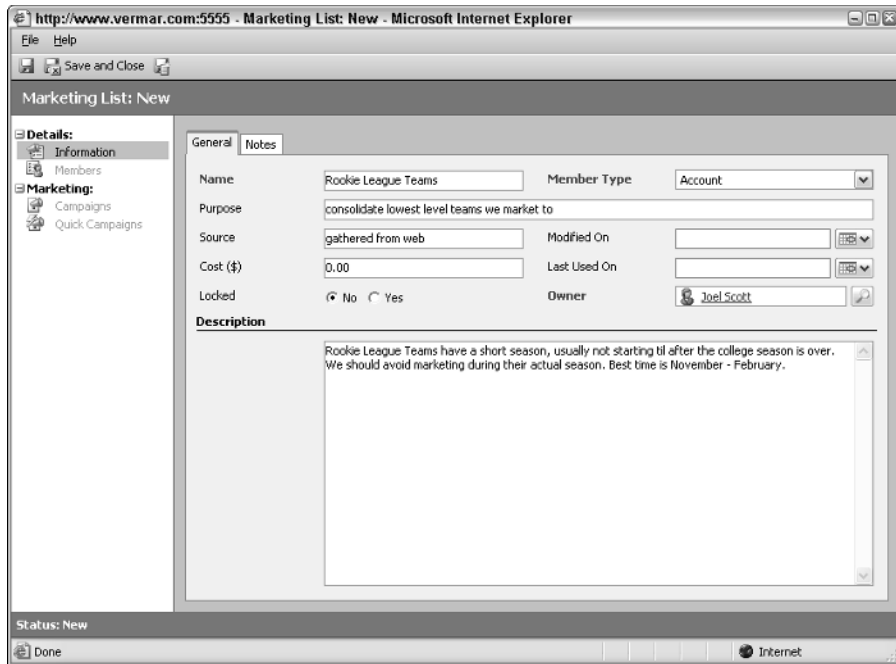 http://www.vermar.com:5555 - Marketing List: New - Microsoft Internet Explorer
File Help
Save and Close
Marketing List: New
Details:
Information
Members
Marketing:
Campaigns
Quick Campaigns
General Notes
Name Rookie League Teams Member Type Account
Purpose consolidate lowest level teams we market to
Source gathered from web Modified On
Cost ($) 0.00 Last Used On
Locked No Yes Owner Joel Scott
Description
Rookie League Teams have a short season, usually not starting til after the college season is over.
We should avoid marketing during their actual season. Best time is November - February.
Status: New
Done Internet